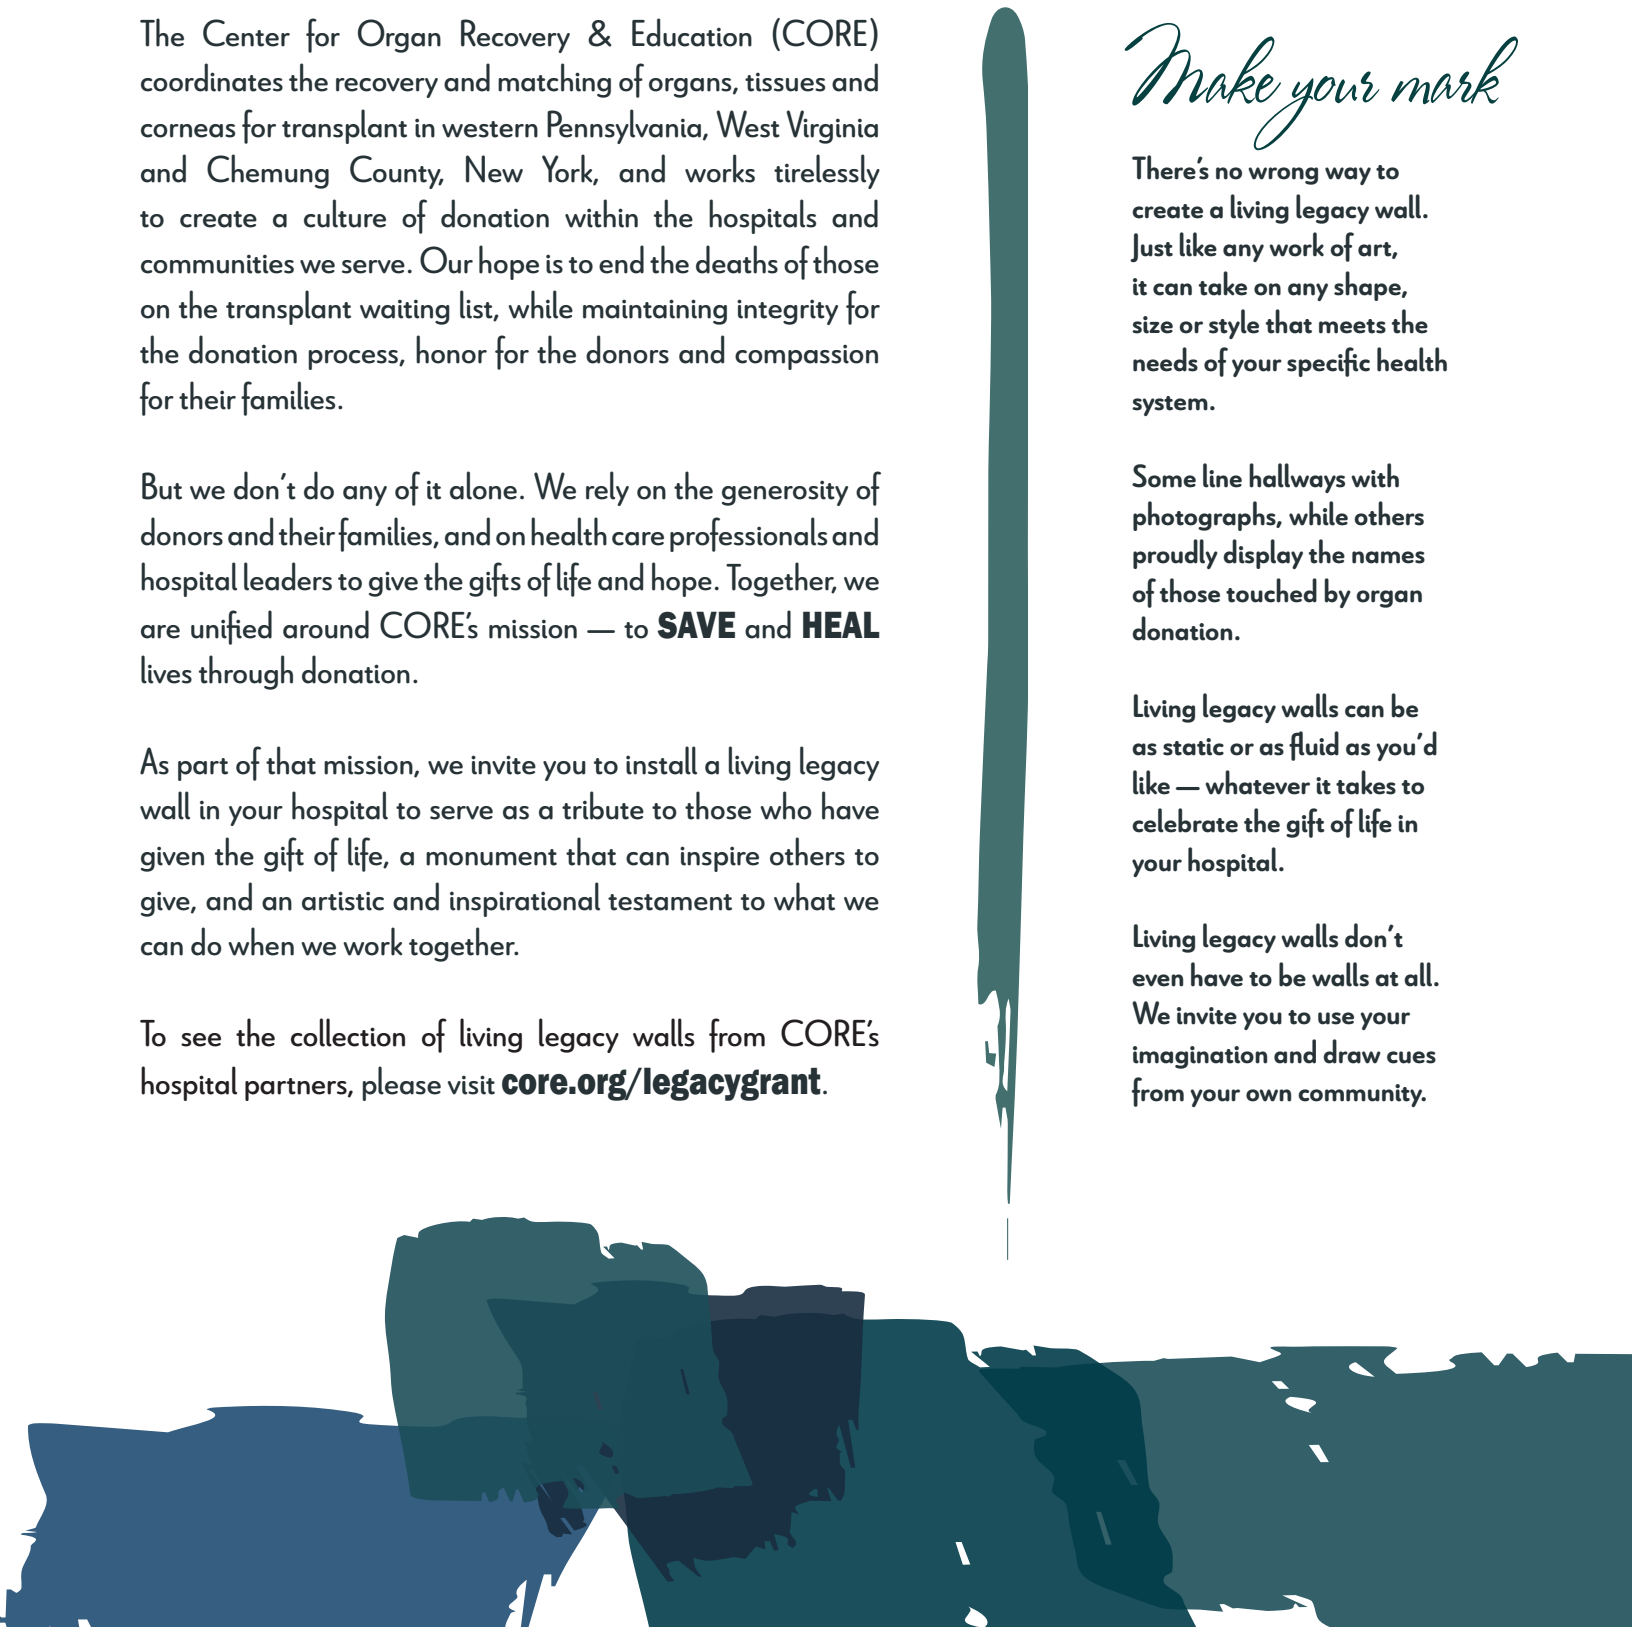 The Center for Organ Recovery & Education (CORE)
coordinates the recovery and matching of organs, tissues and
corneas for transplant in western Pennsylvania, West Virginia
and Chemung County, New York, and works tirelessly
to create a culture of donation within the hospitals and
communities we serve. Our hope is to end the deaths of those
on the transplant waiting list, while maintaining integrity for
the donation process, honor for the donors and compassion
for their families.
But we don't do any of it alone. We rely on the generosity of
donors and their families, and on health care professionals and
hospital leaders to give the gifts of life and hope. Together, we
are unified around CORE's mission — to SAVE and HEAL
lives through donation.
As part of that mission, we invite you to install a living legacy
wall in your hospital to serve as a tribute to those who have
given the gift of life, a monument that can inspire others to
give, and an artistic and inspirational testament to what we
can do when we work together.
To see the collection of living legacy walls from CORE's
hospital partners, please visit core.org/legacygrant.
Make your mark
There's no wrong way to
create a living legacy wall.
Just like any work of art,
it can take on any shape,
size or style that meets the
needs of your specific health
system.
Some line hallways with
photographs, while others
proudly display the names
of those touched by organ
donation.
Living legacy walls can be
as static or as fluid as you'd
like — whatever it takes to
celebrate the gift of life in
your hospital.
Living legacy walls don't
even have to be walls at all.
We invite you to use your
imagination and draw cues
from your own community.